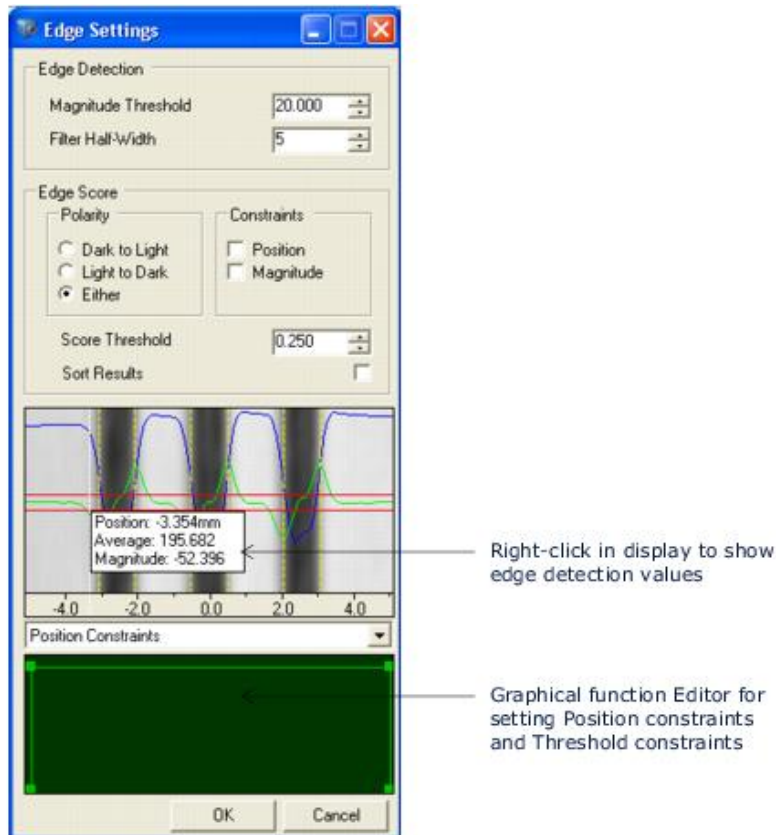 Edge Settings
Edge Detection
Magnitude Threshold 20.000
Filter Half-Width 5
Edge Score
Polarity
Dark to Light
Light to Dark
Either
Constraints
Position
Magnitude
Score Threshold 0.250
Sort Results
Position: -3.354mm
Average: 195.682
Magnitude: -52.396
-4.0 -2.0 0.0 2.0 4.0
Right-click in display to show
edge detection values
Position Constraints
Graphical function Editor for
setting Position constraints
and Threshold constraints
OK Cancel